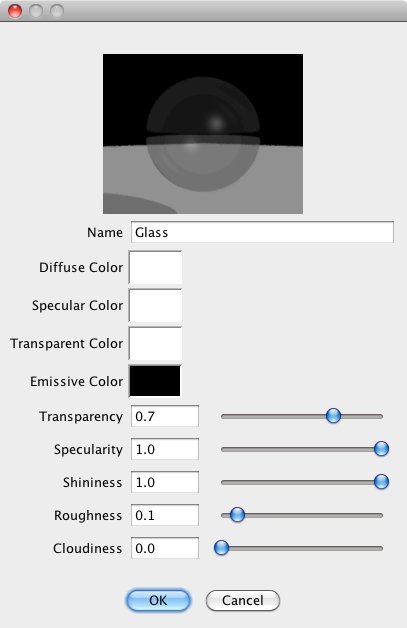 Name Glass
Diffuse Color
Specular Color
Transparent Color
Emissive Color
Transparency 0.7
Specularity 1.0
Shininess 1.0
Roughness 0.1
Cloudiness 0.0
OK Cancel